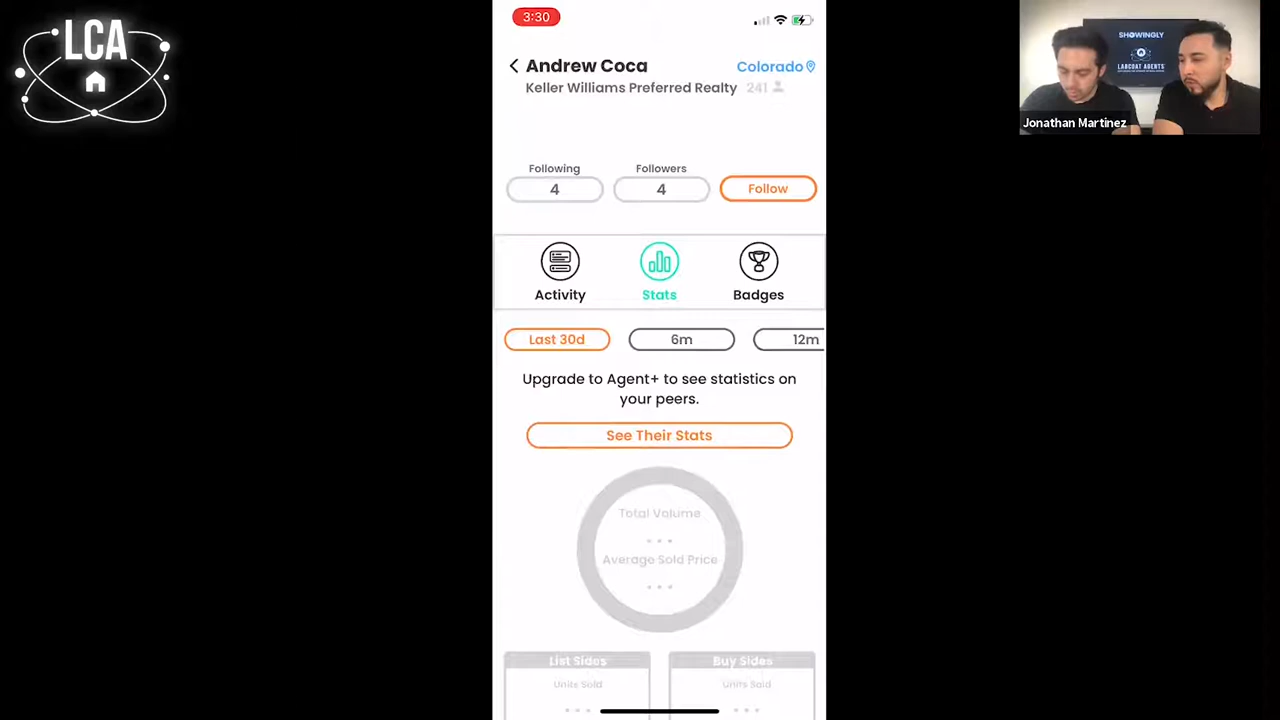 LCA
3:30
Andrew Coca
Colorado
Keller Williams Preferred Realty 241
Following
4
Followers
4
Follow
Activity
Stats
Badges
Last 30d
6m
12m
Upgrade to Agent+ to see statistics on
your peers.
See Their Stats
Total Volume
Average Sold Price
List Sides
Units Sold
Buy Sides
Units Sold
SHOWINGLY
LABCOAT AGENTS
Jonathan Martinez